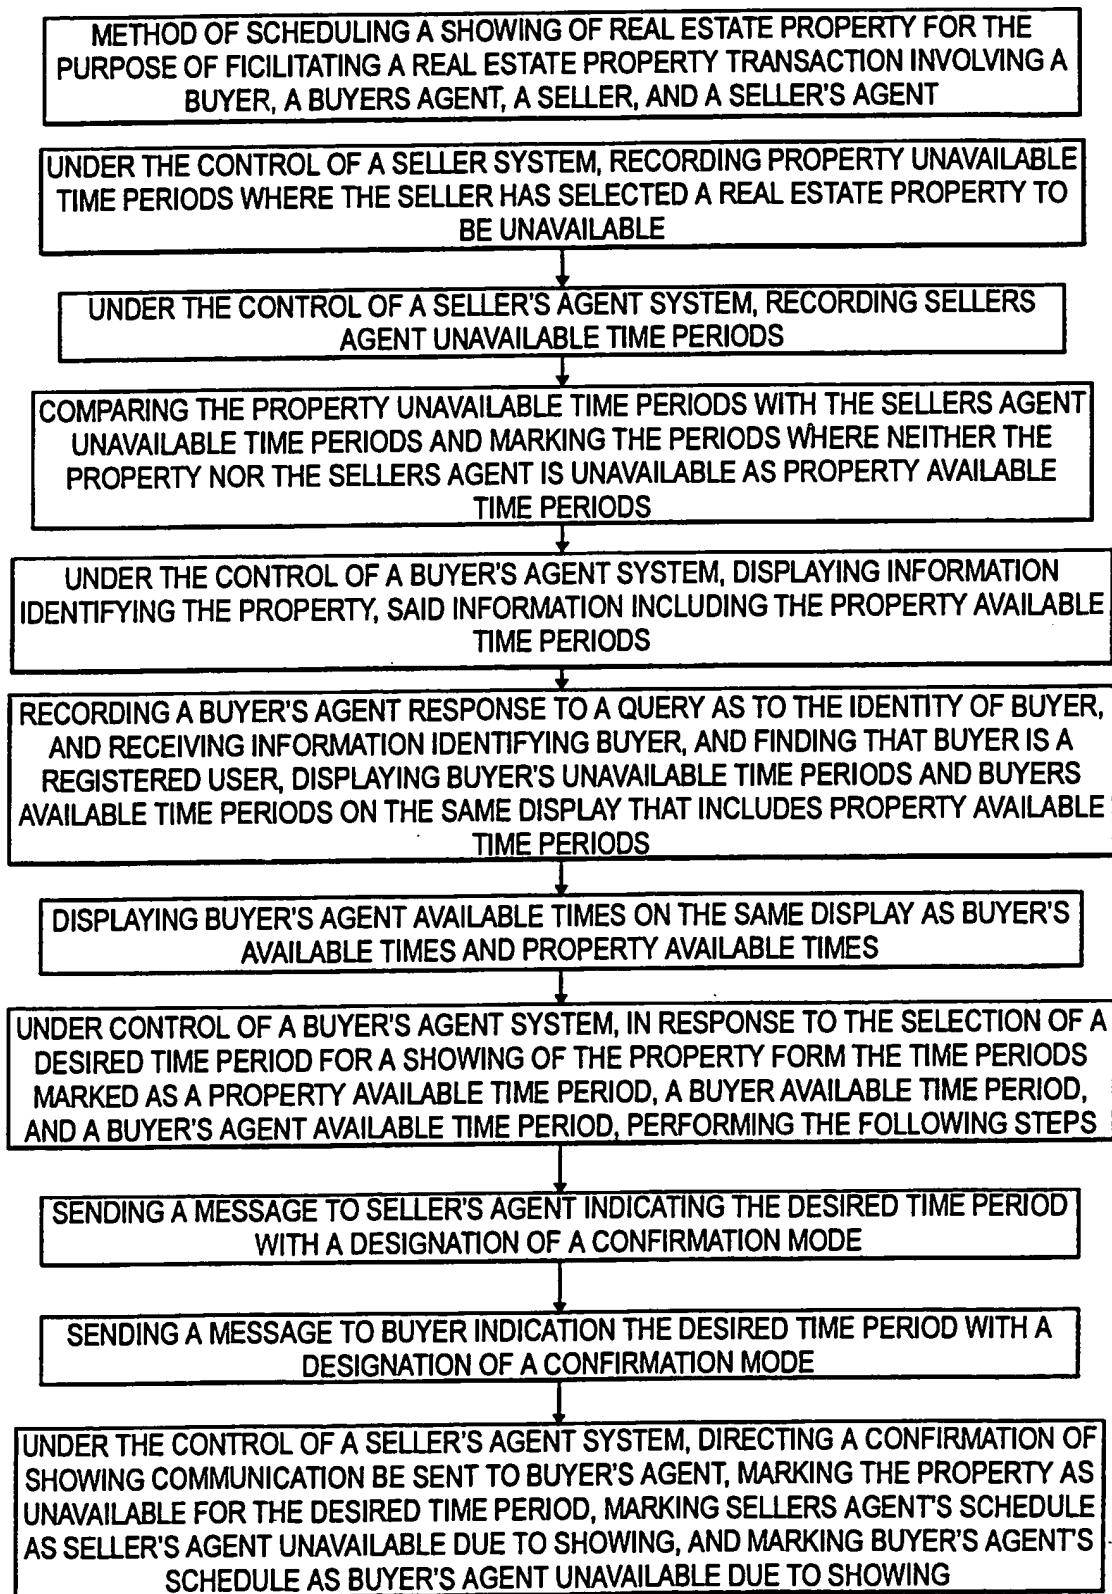 METHOD OF SCHEDULING A SHOWING OF REAL ESTATE PROPERTY FOR THE
PURPOSE OF FICILITATING A REAL ESTATE PROPERTY TRANSACTION INVOLVING A
BUYER, A BUYERS AGENT, A SELLER, AND A SELLER'S AGENT
UNDER THE CONTROL OF A SELLER SYSTEM, RECORDING PROPERTY UNAVAILABLE
TIME PERIODS WHERE THE SELLER HAS SELECTED A REAL ESTATE PROPERTY TO
BE UNAVAILABLE
UNDER THE CONTROL OF A SELLER'S AGENT SYSTEM, RECORDING SELLERS
AGENT UNAVAILABLE TIME PERIODS
COMPARING THE PROPERTY UNAVAILABLE TIME PERIODS WITH THE SELLERS AGENT
UNAVAILABLE TIME PERIODS AND MARKING THE PERIODS WHERE NEITHER THE
PROPERTY NOR THE SELLERS AGENT IS UNAVAILABLE AS PROPERTY AVAILABLE
TIME PERIODS
UNDER THE CONTROL OF A BUYER'S AGENT SYSTEM, DISPLAYING INFORMATION
IDENTIFYING THE PROPERTY, SAID INFORMATION INCLUDING THE PROPERTY AVAILABLE
TIME PERIODS
RECORDING A BUYER'S AGENT RESPONSE TO A QUERY AS TO THE IDENTITY OF BUYER,
AND RECEIVING INFORMATION IDENTIFYING BUYER, AND FINDING THAT BUYER IS A
REGISTERED USER, DISPLAYING BUYER'S UNAVAILABLE TIME PERIODS AND BUYERS
AVAILABLE TIME PERIODS ON THE SAME DISPLAY THAT INCLUDES PROPERTY AVAILABLE
TIME PERIODS
DISPLAYING BUYER'S AGENT AVAILABLE TIMES ON THE SAME DISPLAY AS BUYER'S
AVAILABLE TIMES AND PROPERTY AVAILABLE TIMES
UNDER CONTROL OF A BUYER'S AGENT SYSTEM, IN RESPONSE TO THE SELECTION OF A
DESIRED TIME PERIOD FOR A SHOWING OF THE PROPERTY FORM THE TIME PERIODS
MARKED AS A PROPERTY AVAILABLE TIME PERIOD, A BUYER AVAILABLE TIME PERIOD,
AND A BUYER'S AGENT AVAILABLE TIME PERIOD, PERFORMING THE FOLLOWING STEPS
SENDING A MESSAGE TO SELLER'S AGENT INDICATING THE DESIRED TIME PERIOD
WITH A DESIGNATION OF A CONFIRMATION MODE
SENDING A MESSAGE TO BUYER INDICATION THE DESIRED TIME PERIOD WITH A
DESIGNATION OF A CONFIRMATION MODE
UNDER THE CONTROL OF A SELLER'S AGENT SYSTEM, DIRECTING A CONFIRMATION OF
SHOWING COMMUNICATION BE SENT TO BUYER'S AGENT, MARKING THE PROPERTY AS
UNAVAILABLE FOR THE DESIRED TIME PERIOD, MARKING SELLERS AGENT'S SCHEDULE
AS SELLER'S AGENT UNAVAILABLE DUE TO SHOWING, AND MARKING BUYER'S AGENT'S
SCHEDULE AS BUYER'S AGENT UNAVAILABLE DUE TO SHOWING